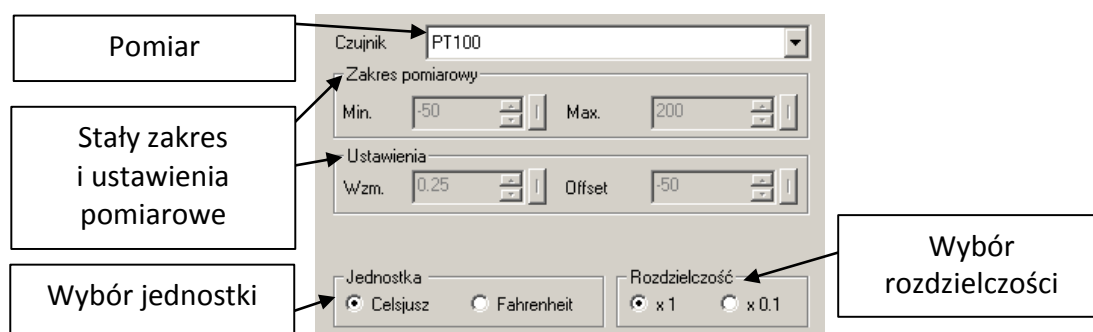 Pomiar
Czujnik PT100
Zakres pomiarowy
Min. -50 Max. 200
Stały zakres
i ustawienia
pomiarowe
Ustawienia
Wzm. 0.25 Offset -50
Wybór
rozdzielczości
Wybór jednostki
Jednostka
Celsjusz Fahrenheit
Rozdzielczość
x 1 x 0.1